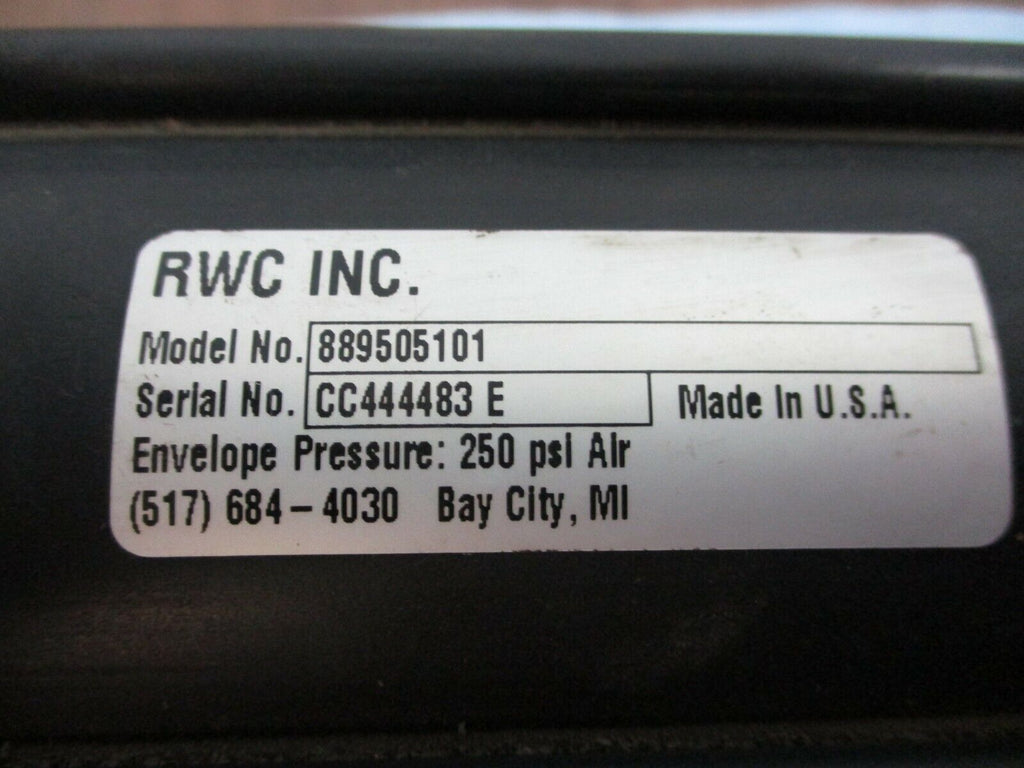 RWC INC.
Model No. 889505101
Serial No. CC444483 E Made In U.S.A.
Envelope Pressure: 250 psi Air
(517) 684-4030 Bay City, MI